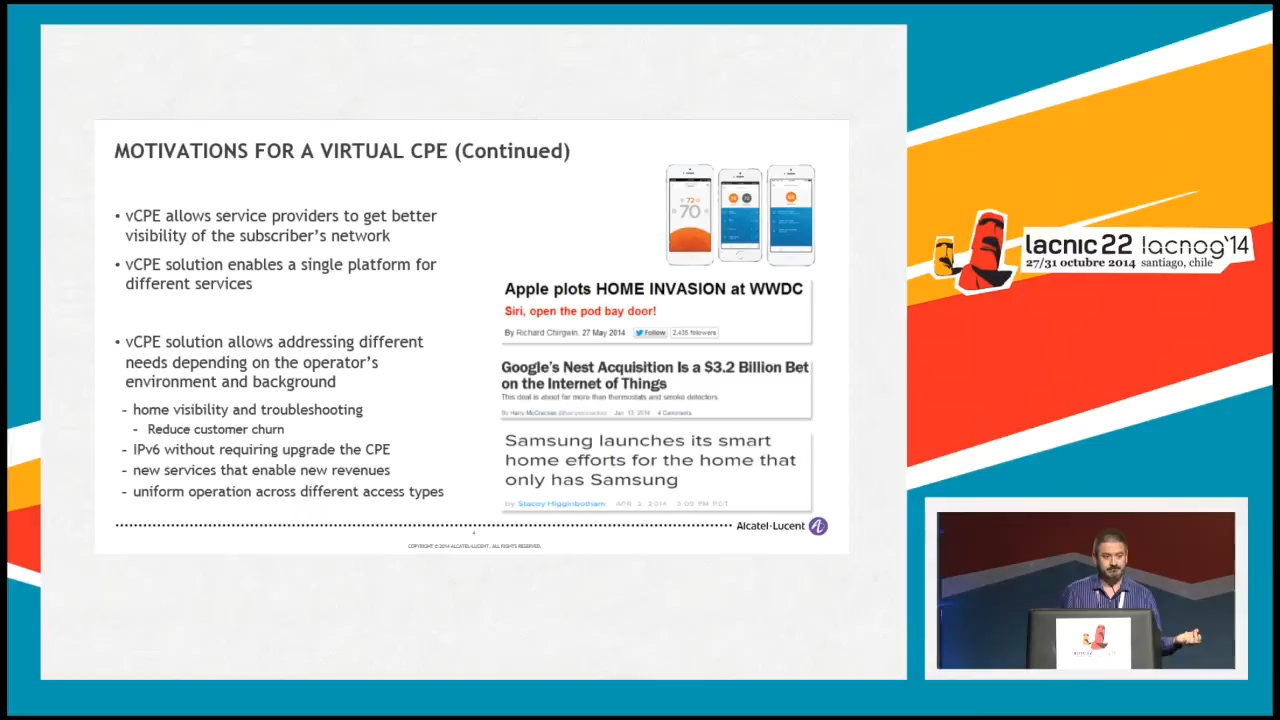 MOTIVATIONS FOR A VIRTUAL CPE (Continued)
• vCPE allows service providers to get better
visibility of the subscriber's network
• vCPE solution enables a single platform for
different services
• vCPE solution allows addressing different
needs depending on the operator's
environment and background
- home visibility and troubleshooting
- Reduce customer churn
- IPv6 without requiring upgrade the CPE
- new services that enable new revenues
- uniform operation across different access types
72
70
Apple plots HOME INVASION at WWDC
Siri, open the pod bay door!
By Richard Chirgwin, 27 May 2014 Follow 2,435 followers
Google's Nest Acquisition Is a $3.2 Billion Bet
on the Internet of Things
This deal is about far more than thermostats and smoke detectors.
By Harry McCracken Jan 13, 2014 4 Comments
Samsung launches its smart
home efforts for the home that
only has Samsung
by Stacey Higginbotham APR 2, 2014
4
Alcatel·Lucent
COPYRIGHT © 2014 ALCATEL-LUCENT. ALL RIGHTS RESERVED.
lacnic 22 lacnog'14
27/31 octubre 2014 santiago, chile